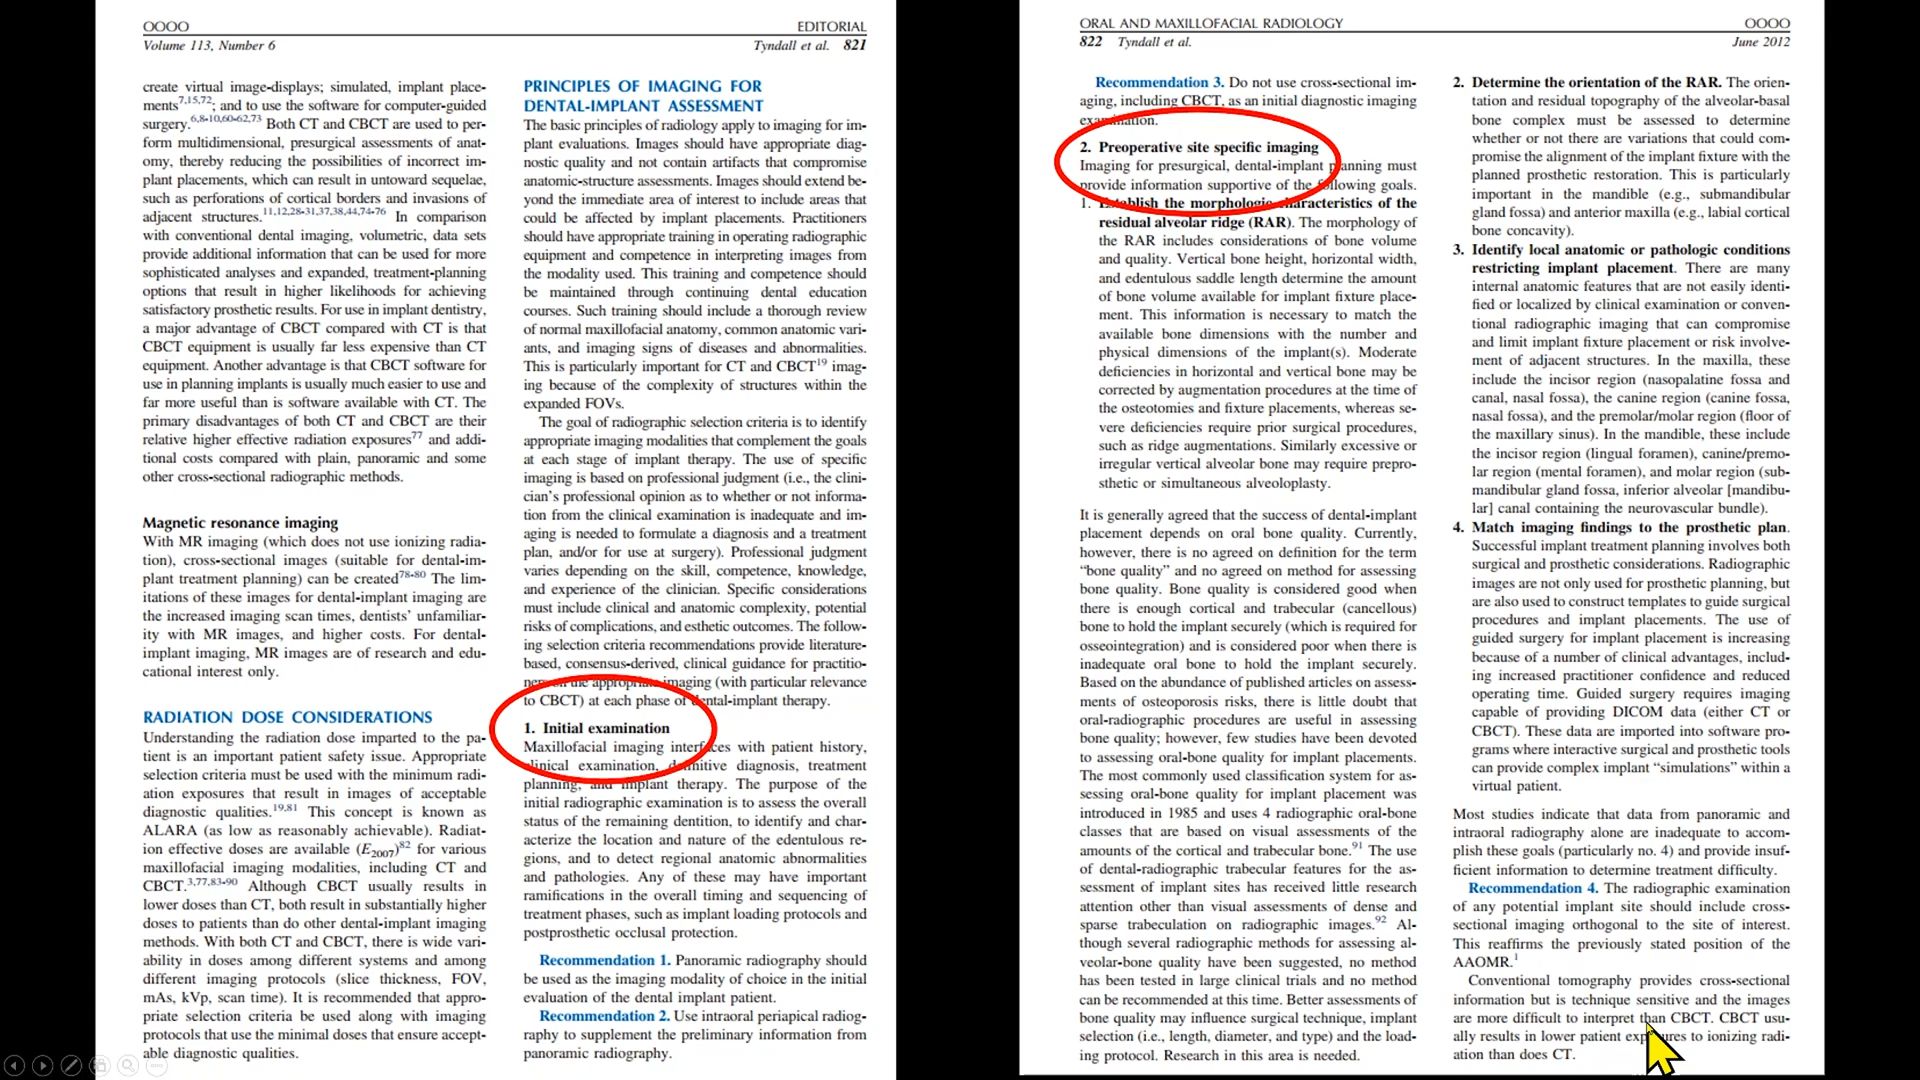 OOOO
EDITORIAL
Volume 113, Number 6
Tyndall et al. 821
create virtual image-displays; simulated, implant place-
ments7,15,72; and to use the software for computer-guided
surgery.6,8-10,60-62,73 Both CT and CBCT are used to per-
form multidimensional, presurgical assessments of anat-
omy, thereby reducing the possibilities of incorrect im-
plant placements, which can result in untoward sequelae,
such as perforations of cortical borders and invasions of
adjacent structures.11,12,28-31,37,38,44,74-76 In comparison
with conventional dental imaging, volumetric, data sets
provide additional information that can be used for more
sophisticated analyses and expanded, treatment-planning
options that result in higher likelihoods for achieving
satisfactory prosthetic results. For use in implant dentistry,
a major advantage of CBCT compared with CT is that
CBCT equipment is usually far less expensive than CT
equipment. Another advantage is that CBCT software for
use in planning implants is usually much easier to use and
far more useful than is software available with CT. The
primary disadvantages of both CT and CBCT are their
relative higher effective radiation exposures77 and addi-
tional costs compared with plain, panoramic and some
other cross-sectional radiographic methods.
Magnetic resonance imaging
With MR imaging (which does not use ionizing radia-
tion), cross-sectional images (suitable for dental-im-
plant treatment planning) can be created78-80 The lim-
itations of these images for dental-implant imaging are
the increased imaging scan times, dentists' unfamiliar-
ity with MR images, and higher costs. For dental-
implant imaging, MR images are of research and edu-
cational interest only.
RADIATION DOSE CONSIDERATIONS
Understanding the radiation dose imparted to the pa-
tient is an important patient safety issue. Appropriate
selection criteria must be used with the minimum radi-
ation exposures that result in images of acceptable
diagnostic qualities.19,81 This concept is known as
ALARA (as low as reasonably achievable). Radiat-
ion effective doses are available (E2007)82 for various
maxillofacial imaging modalities, including CT and
CBCT.3,77,83-90 Although CBCT usually results in
lower doses than CT, both result in substantially higher
doses to patients than do other dental-implant imaging
methods. With both CT and CBCT, there is wide vari-
ability in doses among different systems and among
different imaging protocols (slice thickness, FOV,
mAs, kVp, scan time). It is recommended that appro-
priate selection criteria be used along with imaging
protocols that use the minimal doses that ensure accept-
able diagnostic qualities.
PRINCIPLES OF IMAGING FOR
DENTAL-IMPLANT ASSESSMENT
The basic principles of radiology apply to imaging for im-
plant evaluations. Images should have appropriate diag-
nostic quality and not contain artifacts that compromise
anatomic-structure assessments. Images should extend be-
yond the immediate area of interest to include areas that
could be affected by implant placements. Practitioners
should have appropriate training in operating radiographic
equipment and competence in interpreting images from
the modality used. This training and competence should
be maintained through continuing dental education
courses. Such training should include a thorough review
of normal maxillofacial anatomy, common anatomic vari-
ants, and imaging signs of diseases and abnormalities.
This is particularly important for CT and CBCT19 imag-
ing because of the complexity of structures within the
expanded FOVs.
The goal of radiographic selection criteria is to identify
appropriate imaging modalities that complement the goals
at each stage of implant therapy. The use of specific
imaging is based on professional judgment (i.e., the clini-
cian's professional opinion as to whether or not informa-
tion from the clinical examination is inadequate and im-
aging is needed to formulate a diagnosis and a treatment
plan, and/or for use at surgery). Professional judgment
varies depending on the skill, competence, knowledge,
and experience of the clinician. Specific considerations
must include clinical and anatomic complexity, potential
risks of complications, and esthetic outcomes. The follow-
ing selection criteria recommendations provide literature-
based, consensus-derived, clinical guidance for practitio-
ners on the appropriate imaging (with particular relevance
to CBCT) at each phase of dental-implant therapy.
1. Initial examination
Maxillofacial imaging interfaces with patient history,
clinical examination, definitive diagnosis, treatment
planning, and implant therapy. The purpose of the
initial radiographic examination is to assess the overall
status of the remaining dentition, to identify and char-
acterize the location and nature of the edentulous re-
gions, and to detect regional anatomic abnormalities
and pathologies. Any of these may have important
ramifications in the overall timing and sequencing of
treatment phases, such as implant loading protocols and
postprosthetic occlusal protection.
Recommendation 1. Panoramic radiography should
be used as the imaging modality of choice in the initial
evaluation of the dental implant patient.
Recommendation 2. Use intraoral periapical radiog-
raphy to supplement the preliminary information from
panoramic radiography.
ORAL AND MAXILLOFACIAL RADIOLOGY
OOOO
822 Tyndall et al.
June 2012
Recommendation 3. Do not use cross-sectional im-
aging, including CBCT, as an initial diagnostic imaging
examination.
2. Preoperative site specific imaging
Imaging for presurgical, dental-implant planning must
provide information supportive of the following goals.
1. Establish the morphologic characteristics of the
residual alveolar ridge (RAR). The morphology of
the RAR includes considerations of bone volume
and quality. Vertical bone height, horizontal width,
and edentulous saddle length determine the amount
of bone volume available for implant fixture place-
ment. This information is necessary to match the
available bone dimensions with the number and
physical dimensions of the implant(s). Moderate
deficiencies in horizontal and vertical bone may be
corrected by augmentation procedures at the time of
the osteotomies and fixture placements, whereas se-
vere deficiencies require prior surgical procedures,
such as ridge augmentations. Similarly excessive or
irregular vertical alveolar bone may require prepro-
sthetic or simultaneous alveoloplasty.
It is generally agreed that the success of dental-implant
placement depends on oral bone quality. Currently,
however, there is no agreed on definition for the term
“bone quality” and no agreed on method for assessing
bone quality. Bone quality is considered good when
there is enough cortical and trabecular (cancellous)
bone to hold the implant securely (which is required for
osseointegration) and is considered poor when there is
inadequate oral bone to hold the implant securely.
Based on the abundance of published articles on assess-
ments of osteoporosis risks, there is little doubt that
oral-radiographic procedures are useful in assessing
bone quality; however, few studies have been devoted
to assessing oral-bone quality for implant placements.
The most commonly used classification system for as-
sessing oral-bone quality for implant placement was
introduced in 1985 and uses 4 radiographic oral-bone
classes that are based on visual assessments of the
amounts of the cortical and trabecular bone.91 The use
of dental-radiographic trabecular features for the as-
sessment of implant sites has received little research
attention other than visual assessments of dense and
sparse trabeculation on radiographic images.92 Al-
though several radiographic methods for assessing al-
veolar-bone quality have been suggested, no method
has been tested in large clinical trials and no method
can be recommended at this time. Better assessments of
bone quality may influence surgical technique, implant
selection (i.e., length, diameter, and type) and the load-
ing protocol. Research in this area is needed.
2. Determine the orientation of the RAR. The orien-
tation and residual topography of the alveolar-basal
bone complex must be assessed to determine
whether or not there are variations that could com-
promise the alignment of the implant fixture with the
planned prosthetic restoration. This is particularly
important in the mandible (e.g., submandibular
gland fossa) and anterior maxilla (e.g., labial cortical
bone concavity).
3. Identify local anatomic or pathologic conditions
restricting implant placement. There are many
internal anatomic features that are not easily identi-
fied or localized by clinical examination or conven-
tional radiographic imaging that can compromise
and limit implant fixture placement or risk involve-
ment of adjacent structures. In the maxilla, these
include the incisor region (nasopalatine fossa and
canal, nasal fossa), the canine region (canine fossa,
nasal fossa), and the premolar/molar region (floor of
the maxillary sinus). In the mandible, these include
the incisor region (lingual foramen), canine/premo-
lar region (mental foramen), and molar region (sub-
mandibular gland fossa, inferior alveolar [mandibu-
lar] canal containing the neurovascular bundle).
4. Match imaging findings to the prosthetic plan.
Successful implant treatment planning involves both
surgical and prosthetic considerations. Radiographic
images are not only used for prosthetic planning, but
are also used to construct templates to guide surgical
procedures and implant placements. The use of
guided surgery for implant placement is increasing
because of a number of clinical advantages, includ-
ing increased practitioner confidence and reduced
operating time. Guided surgery requires imaging
capable of providing DICOM data (either CT or
CBCT). These data are imported into software pro-
grams where interactive surgical and prosthetic tools
can provide complex implant “simulations” within a
virtual patient.
Most studies indicate that data from panoramic and
intraoral radiography alone are inadequate to accom-
plish these goals (particularly no. 4) and provide insuf-
ficient information to determine treatment difficulty.
Recommendation 4. The radiographic examination
of any potential implant site should include cross-
sectional imaging orthogonal to the site of interest.
This reaffirms the previously stated position of the
AAOMR.1
Conventional tomography provides cross-sectional
information but is technique sensitive and the images
are more difficult to interpret than CBCT. CBCT usu-
ally results in lower patient exposures to ionizing radi-
ation than does CT.